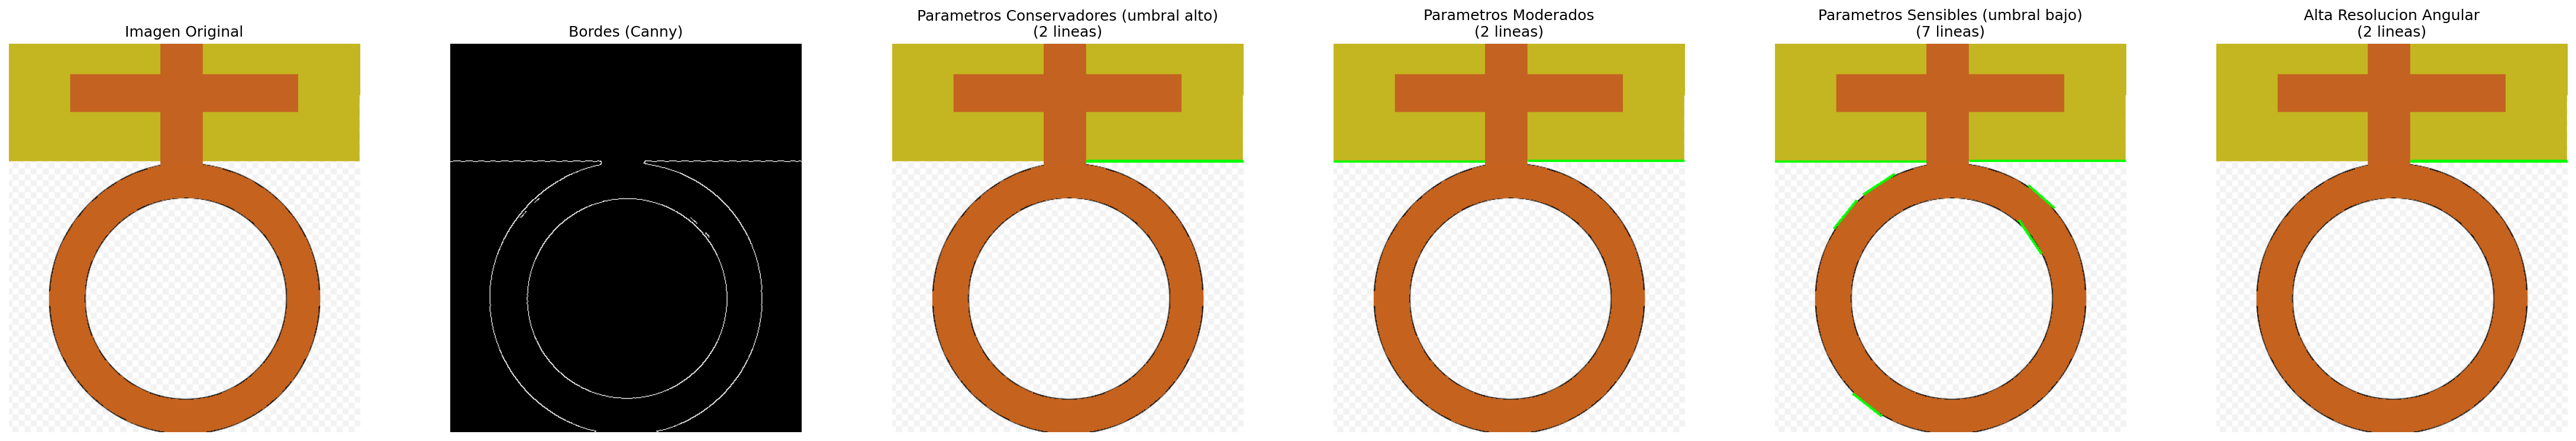 Imagen Original
Bordes (Canny)
Parametros Conservadores (umbral alto)
(2 lineas)
Parametros Moderados
(2 lineas)
Parametros Sensibles (umbral bajo)
(7 lineas)
Alta Resolucion Angular
(2 lineas)